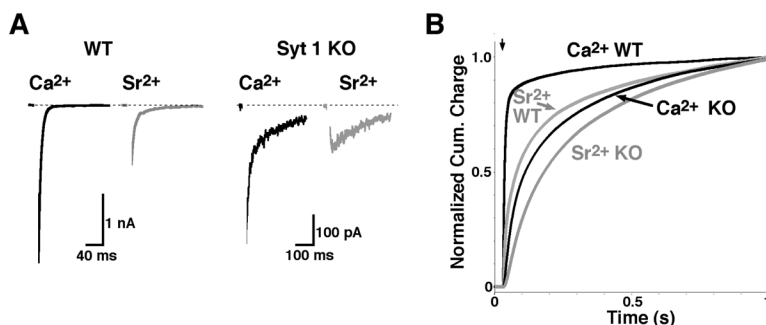 A
WT
Syt 1 KO
Ca²⁺
Sr²⁺
Ca²⁺
Sr²⁺
1 nA
40 ms
100 pA
100 ms
B
Ca²⁺ WT
Sr²⁺
WT
Ca²⁺ KO
Sr²⁺ KO
Normalized Cum. Charge
1.0
0.5
0
0
0.5
1
Time (s)